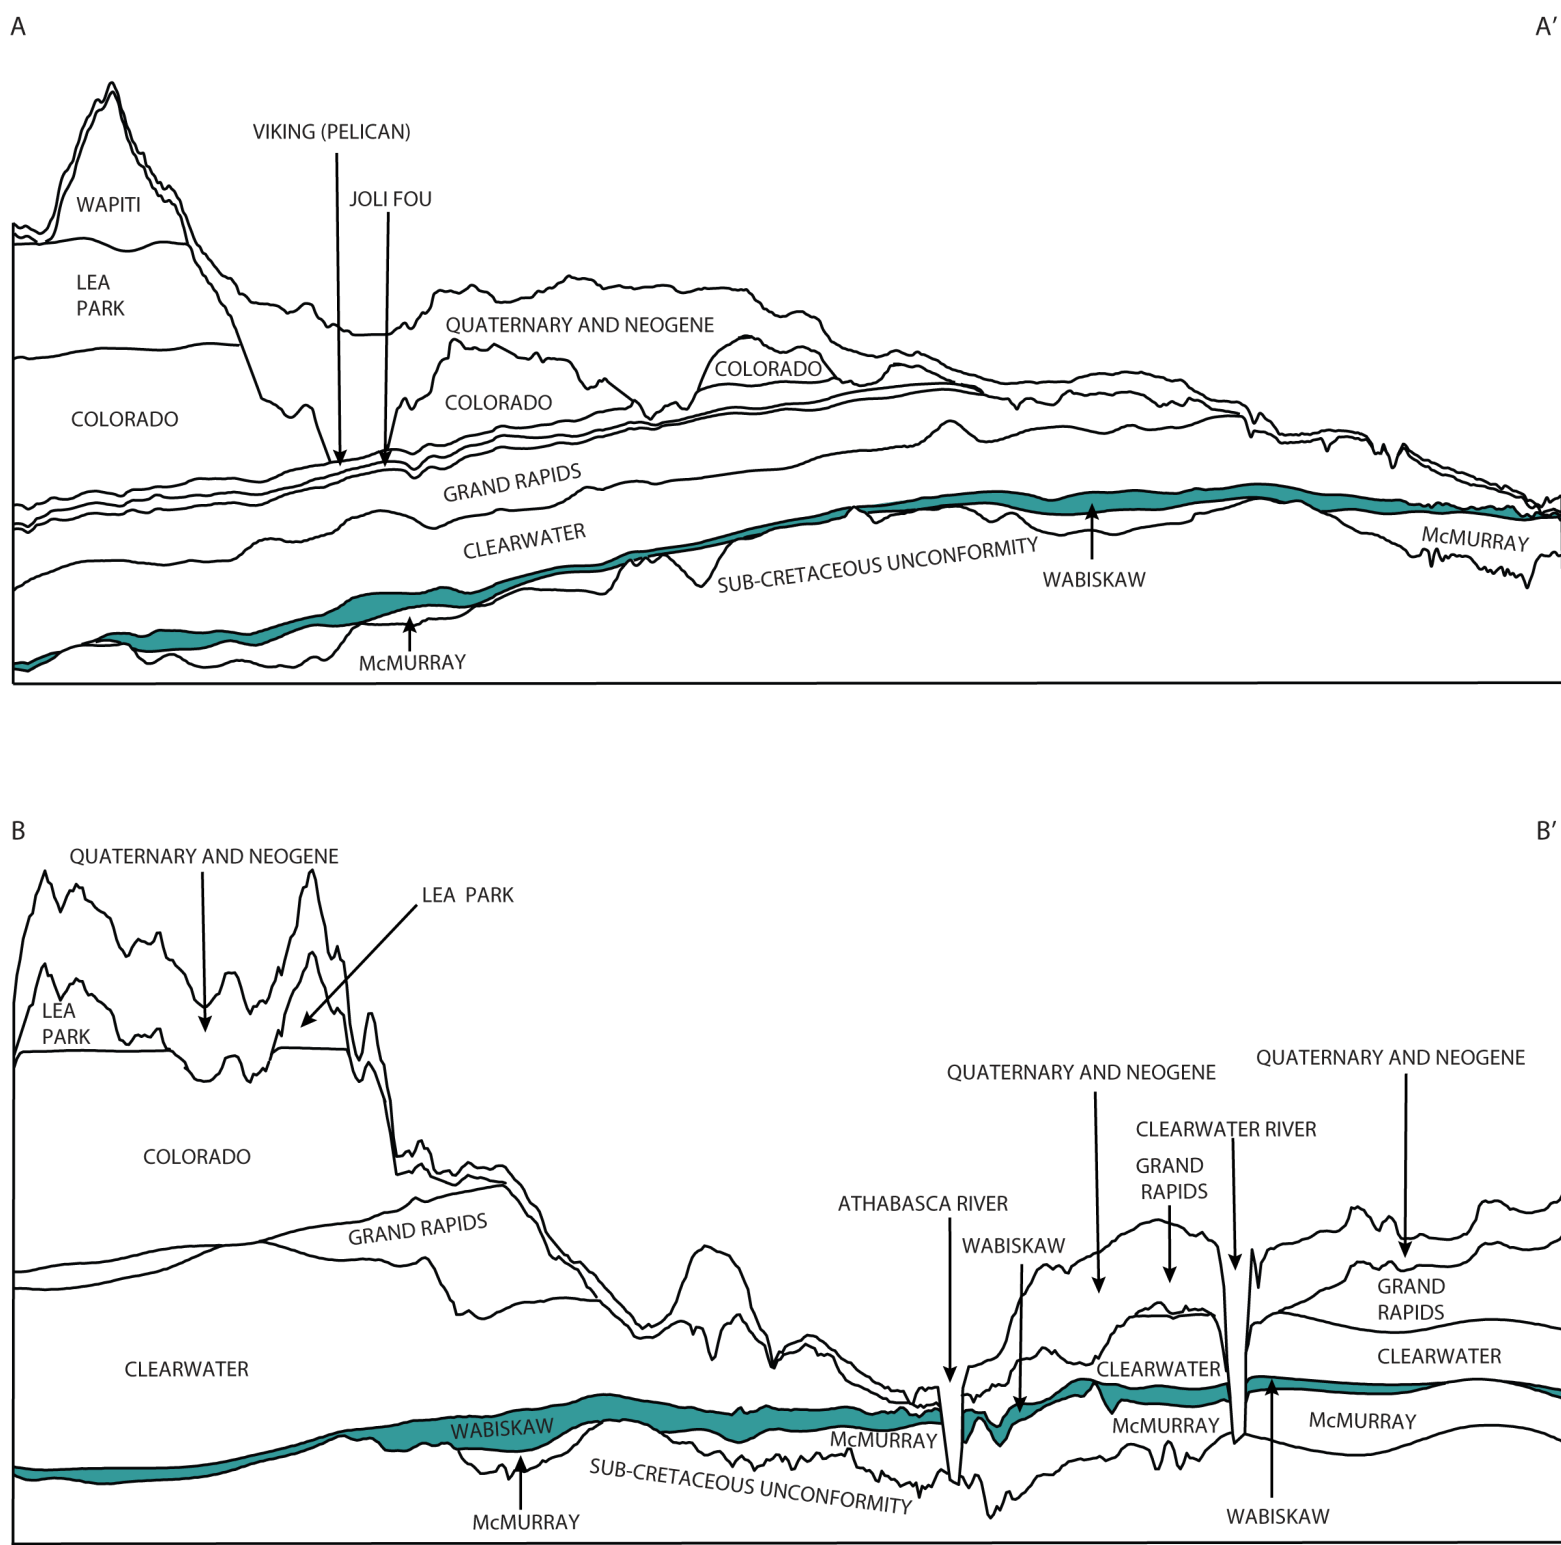 A
A′
VIKING (PELICAN)
JOLI FOU
WAPITI
LEA
PARK
QUATERNARY AND NEOGENE
COLORADO
COLORADO
COLORADO
GRAND RAPIDS
CLEARWATER
SUB-CRETACEOUS UNCONFORMITY
McMURRAY
WABISKAW
McMURRAY
B
B′
QUATERNARY AND NEOGENE
LEA PARK
LEA
PARK
QUATERNARY AND NEOGENE
QUATERNARY AND NEOGENE
CLEARWATER RIVER
COLORADO
GRAND
RAPIDS
ATHABASCA RIVER
GRAND RAPIDS
WABISKAW
GRAND
RAPIDS
CLEARWATER
CLEARWATER
CLEARWATER
WABISKAW
McMURRAY
McMURRAY
McMURRAY
SUB-CRETACEOUS UNCONFORMITY
McMURRAY
WABISKAW